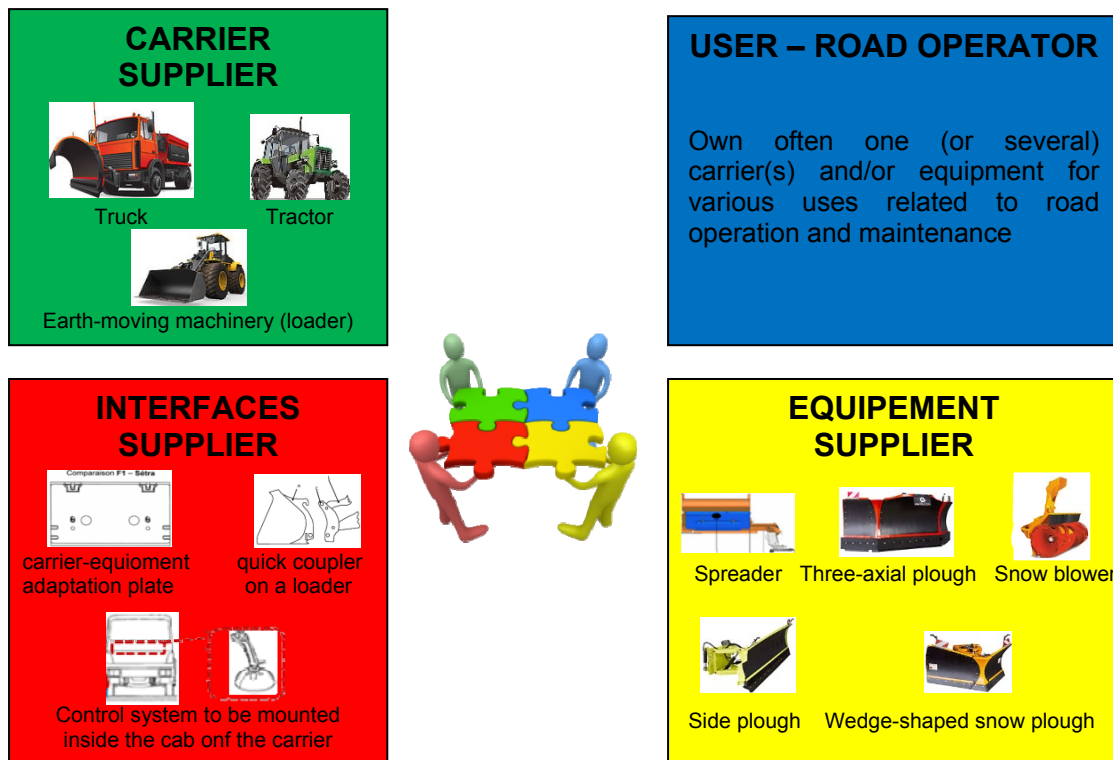 CARRIER
SUPPLIER
Truck
Tractor
Earth-moving machinery (loader)
USER – ROAD OPERATOR
Own often one (or several)
carrier(s) and/or equipment for
various uses related to road
operation and maintenance
INTERFACES
SUPPLIER
Comparaison F1 – Sétra
carrier-equioment
adaptation plate
quick coupler
on a loader
Control system to be mounted
inside the cab onf the carrier
EQUIPEMENT
SUPPLIER
Spreader
Three-axial plough
Snow blower
Side plough
Wedge-shaped snow plough